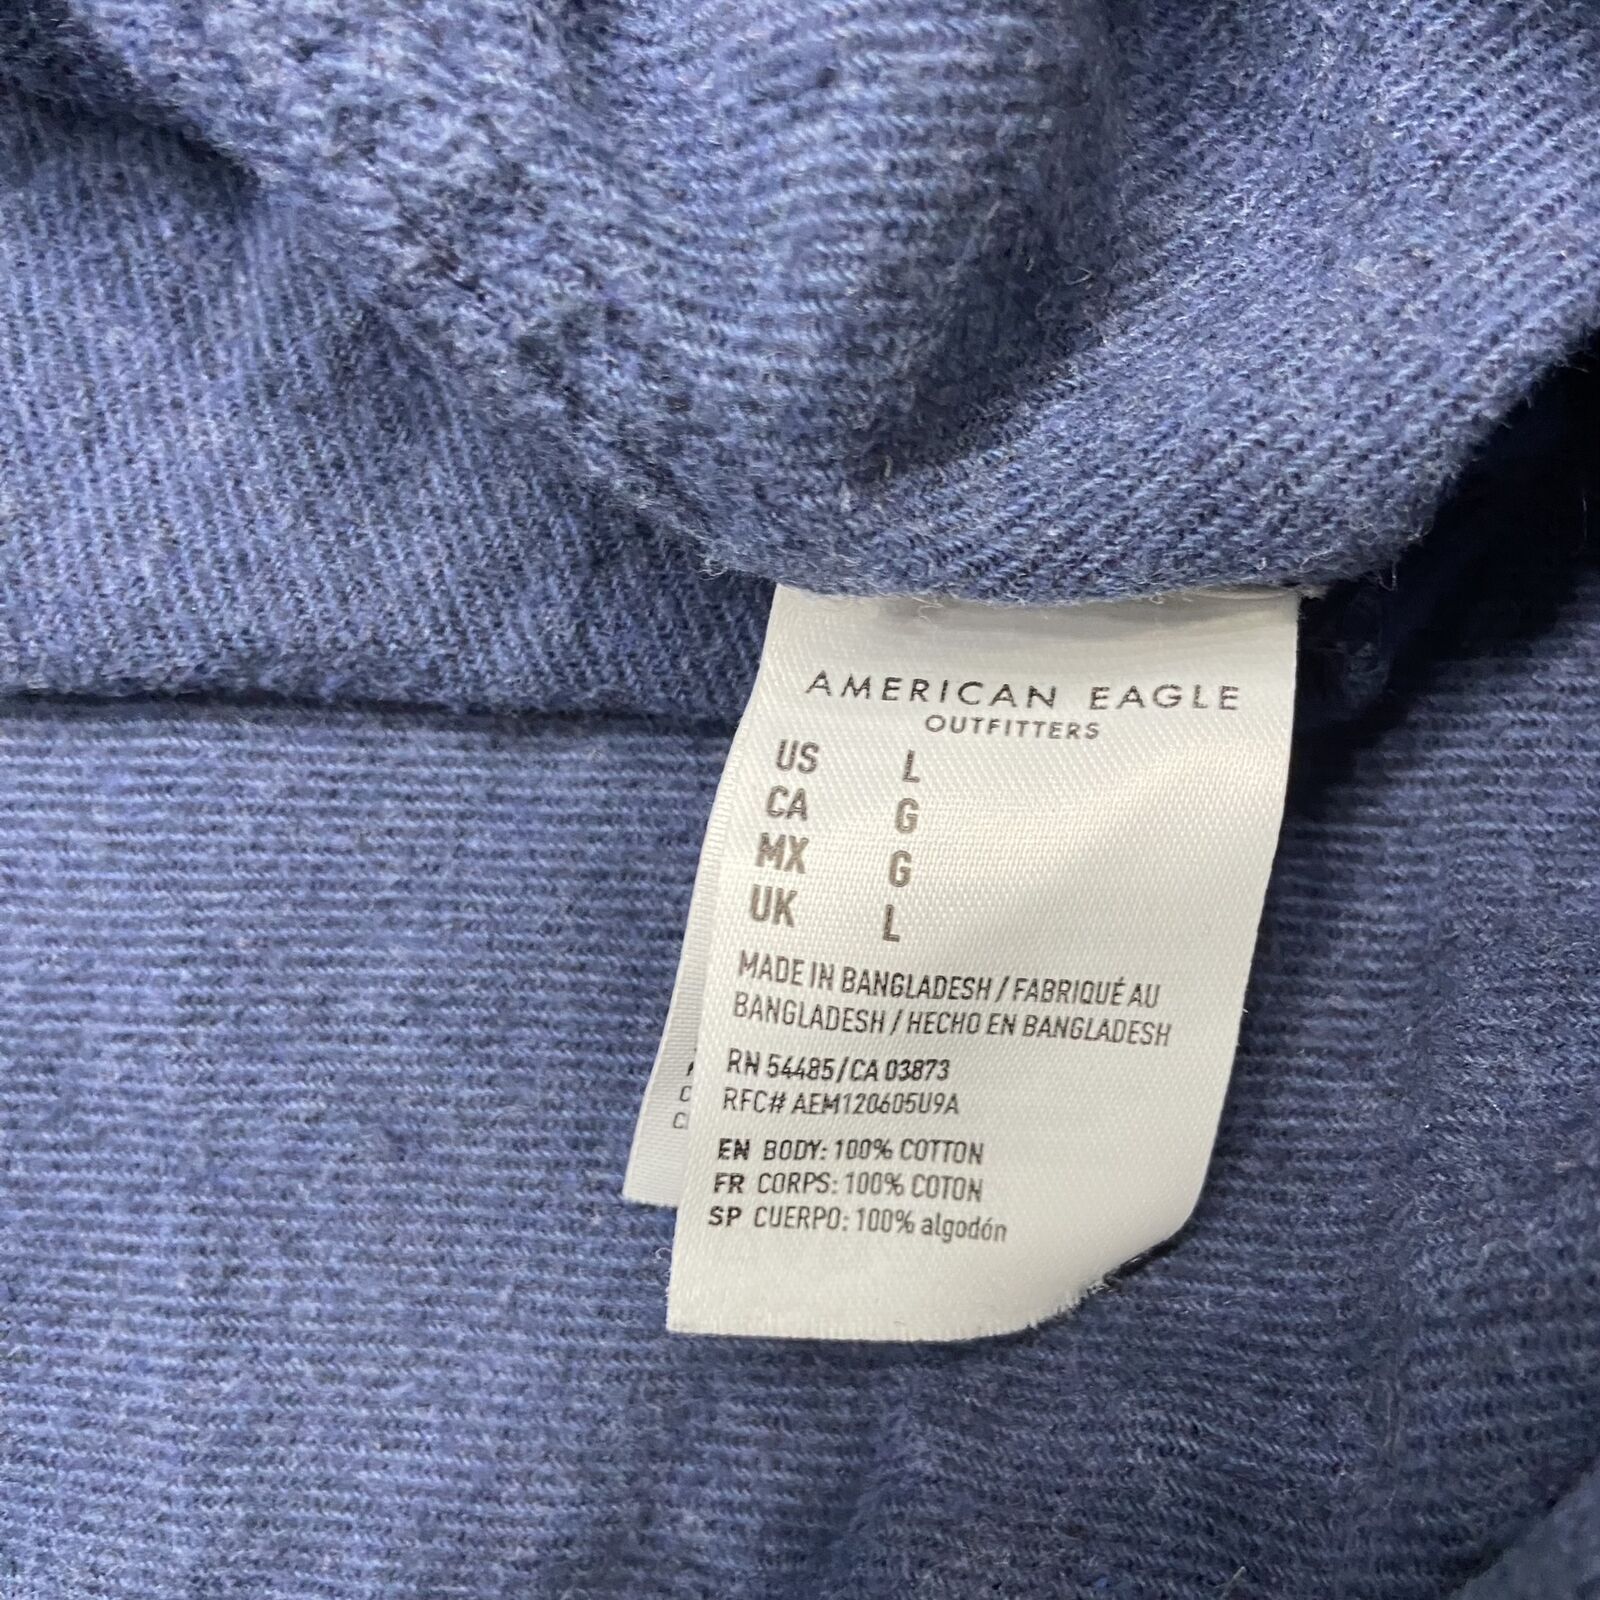 AMERICAN EAGLE
OUTFITTERS
US L
CA G
MX G
UK L
MADE IN BANGLADESH / FABRIQUÉ AU
BANGLADESH / HECHO EN BANGLADESH
RN 54485/CA 03873
RFC# AEM120605U9A
EN BODY: 100% COTTON
FR CORPS: 100% COTON
SP CUERPO: 100% algodón